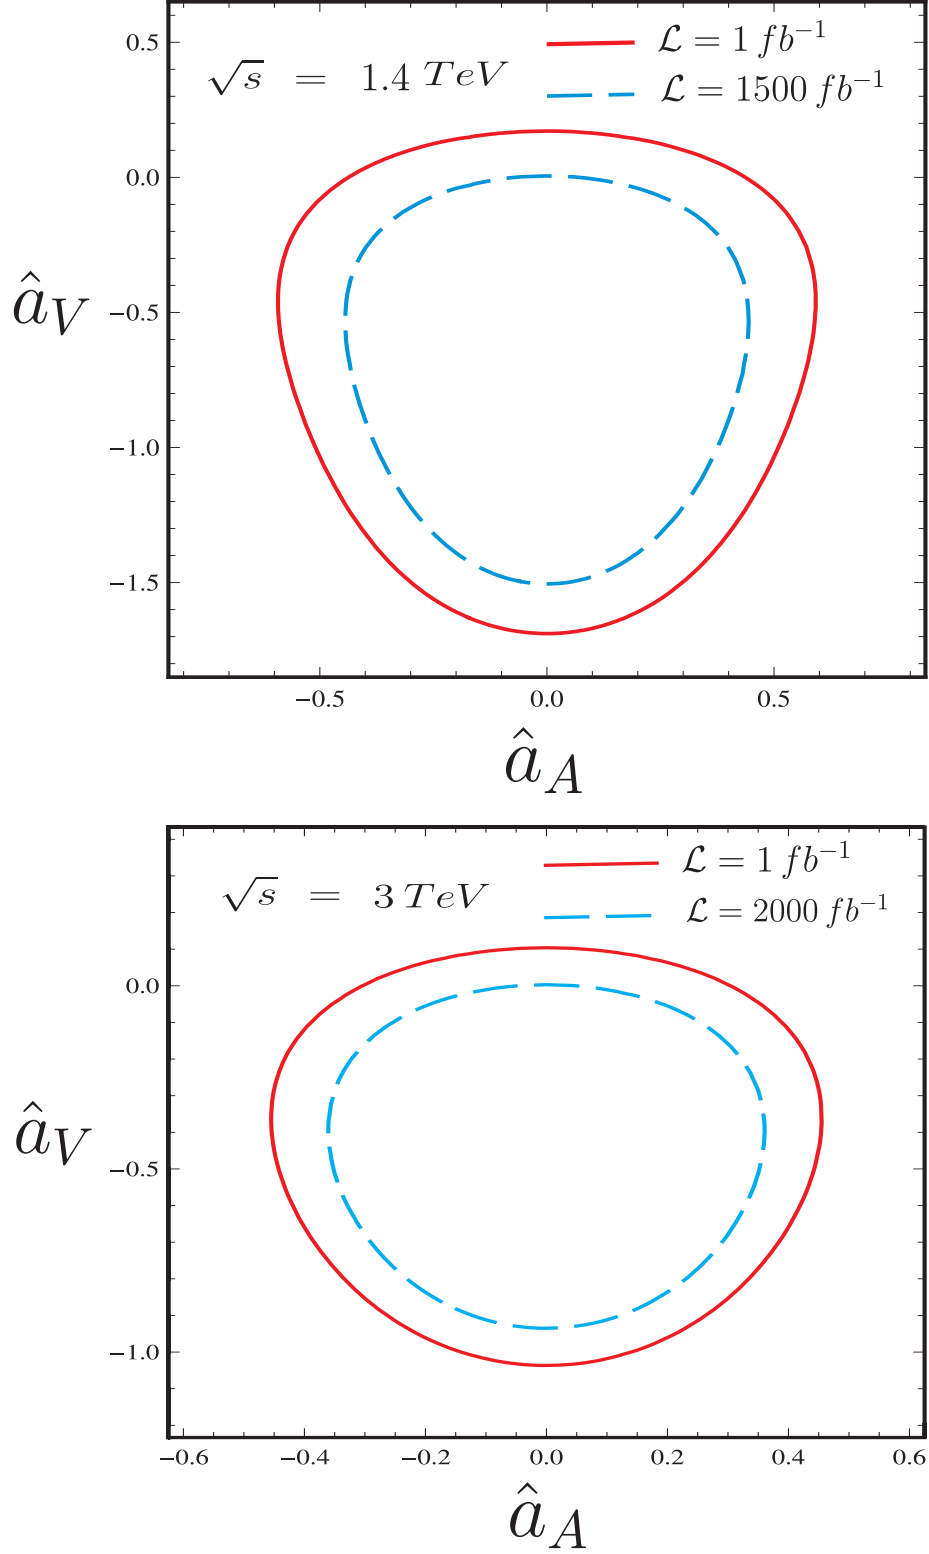 0.5
√s = 1.4 TeV
ℒ = 1 fb⁻¹
ℒ = 1500 fb⁻¹
0.0
â_V
−0.5
−1.0
−1.5
−0.5 0.0 0.5
â_A
√s = 3 TeV
ℒ = 1 fb⁻¹
ℒ = 2000 fb⁻¹
0.0
â_V
−0.5
−1.0
−0.6 −0.4 −0.2 0.0 0.2 0.4 0.6
â_A